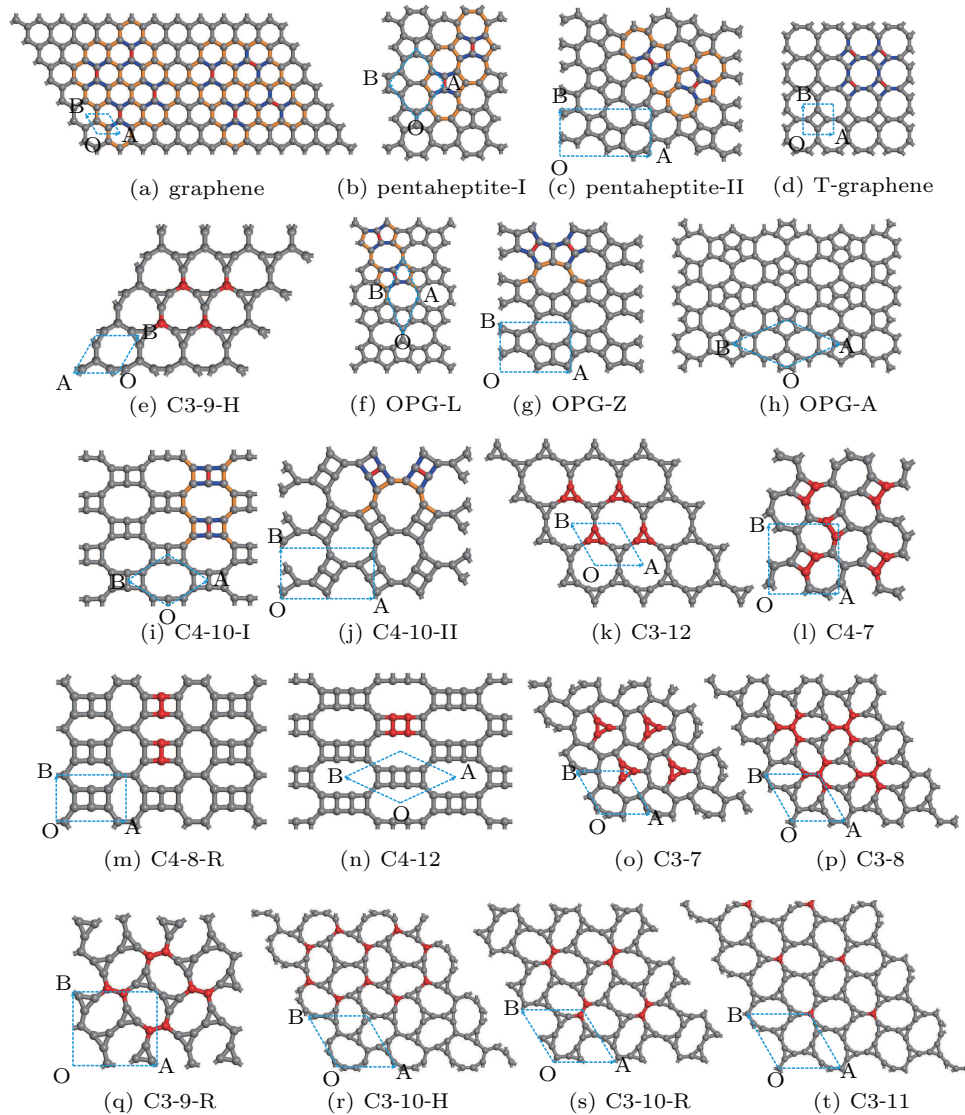 B
O
A
(a) graphene
B
A
O
(b) pentaheptite-I
B
O
A
(c) pentaheptite-II
B
O
A
(d) T-graphene
B
A
O
(e) C3-9-H
B
A
O
(f) OPG-L
B
O
A
(g) OPG-Z
B
A
O
(h) OPG-A
B
A
O
(i) C4-10-I
B
O
A
(j) C4-10-II
B
O
A
(k) C3-12
B
O
A
(l) C4-7
B
O
A
(m) C4-8-R
B
A
O
(n) C4-12
B
O
A
(o) C3-7
B
O
A
(p) C3-8
B
O
A
(q) C3-9-R
B
O
A
(r) C3-10-H
B
O
A
(s) C3-10-R
B
O
A
(t) C3-11